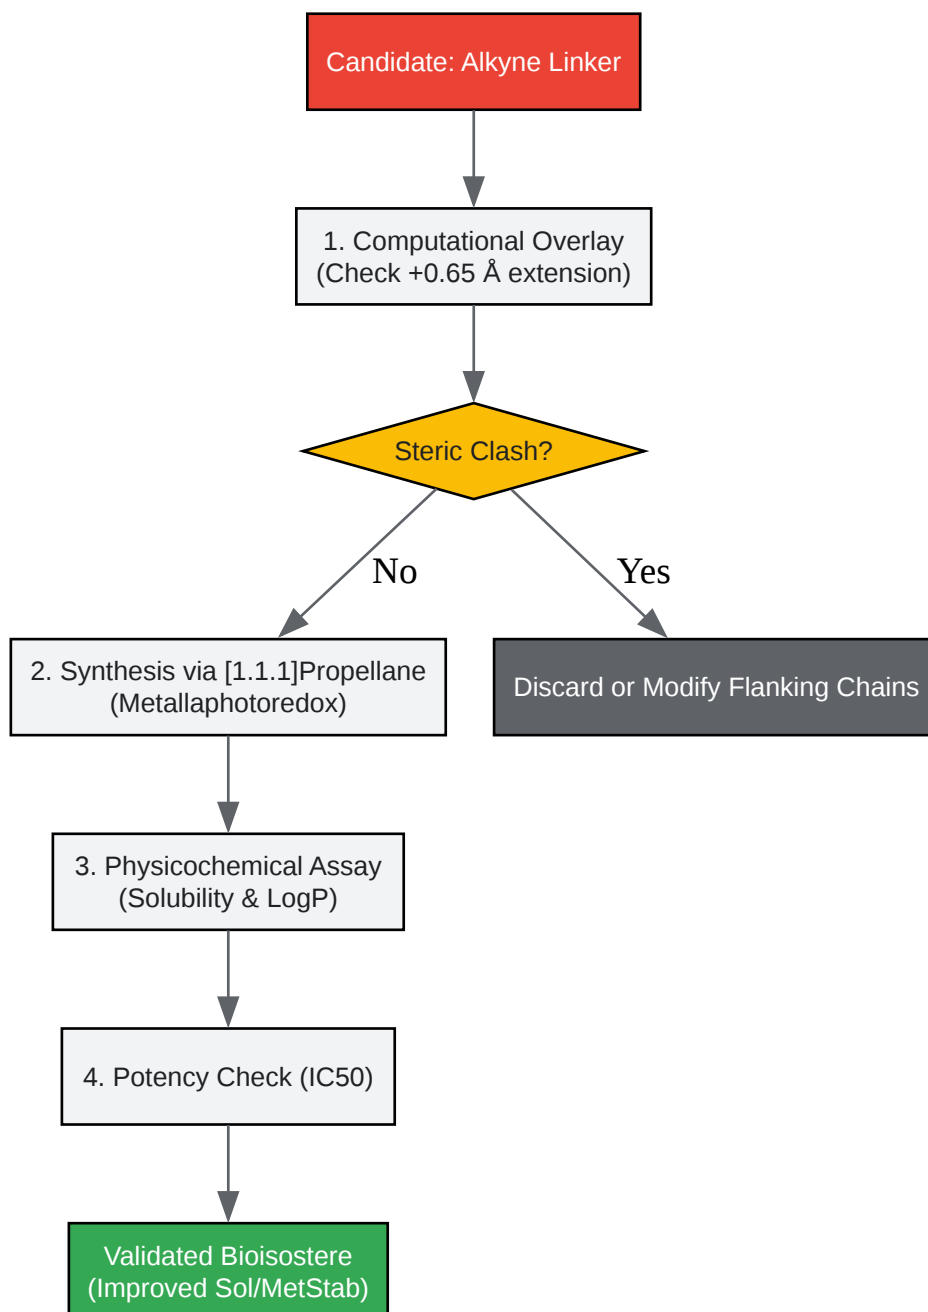 Candidate: Alkyne Linker
1. Computational Overlay
(Check +0.65 Å extension)
Steric Clash?
No
Yes
2. Synthesis via [1.1.1]Propellane
(Metallaphotoredox)
Discard or Modify Flanking Chains
3. Physicochemical Assay
(Solubility & LogP)
4. Potency Check (IC50)
Validated Bioisostere
(Improved Sol/MetStab)